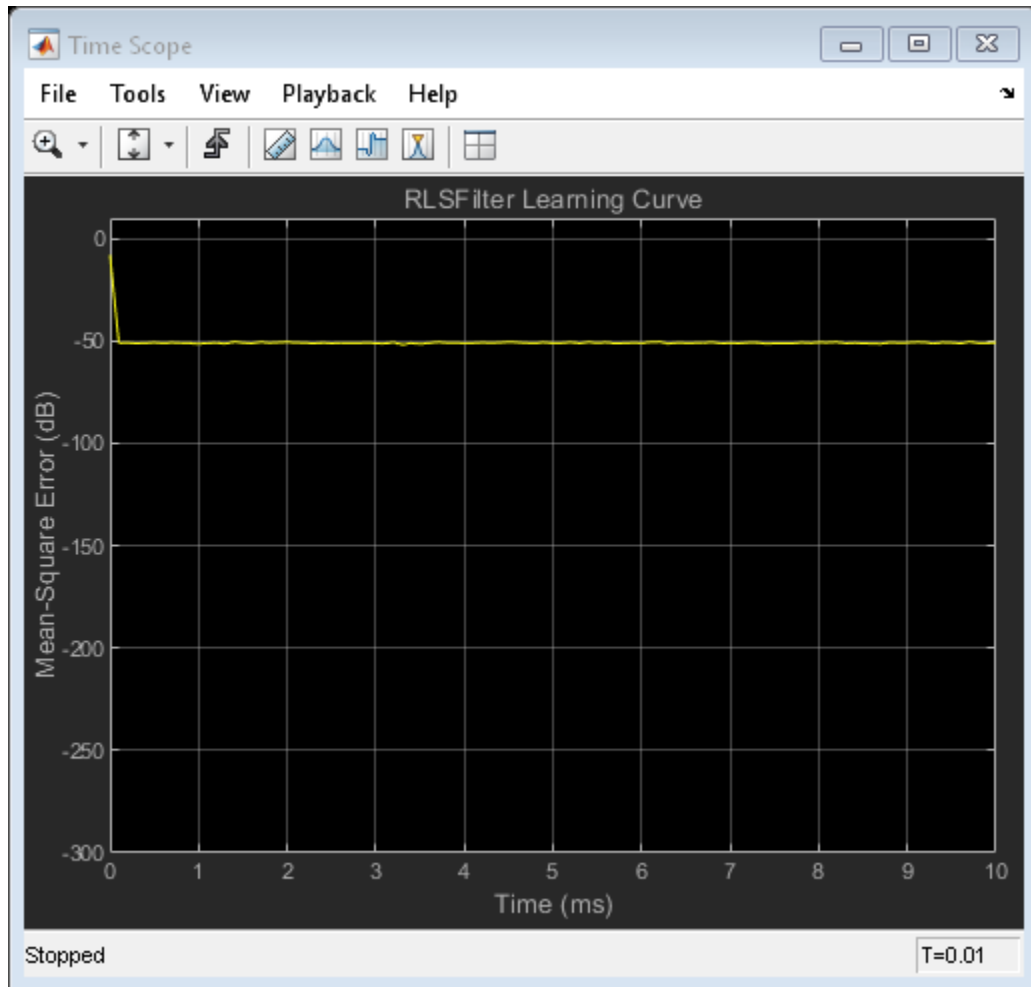 Time Scope
File Tools View Playback Help
RLSFilter Learning Curve
0
-50
-100
-150
-200
-250
-300
Mean-Square Error (dB)
0 1 2 3 4 5 6 7 8 9 10
Time (ms)
Stopped T=0.01